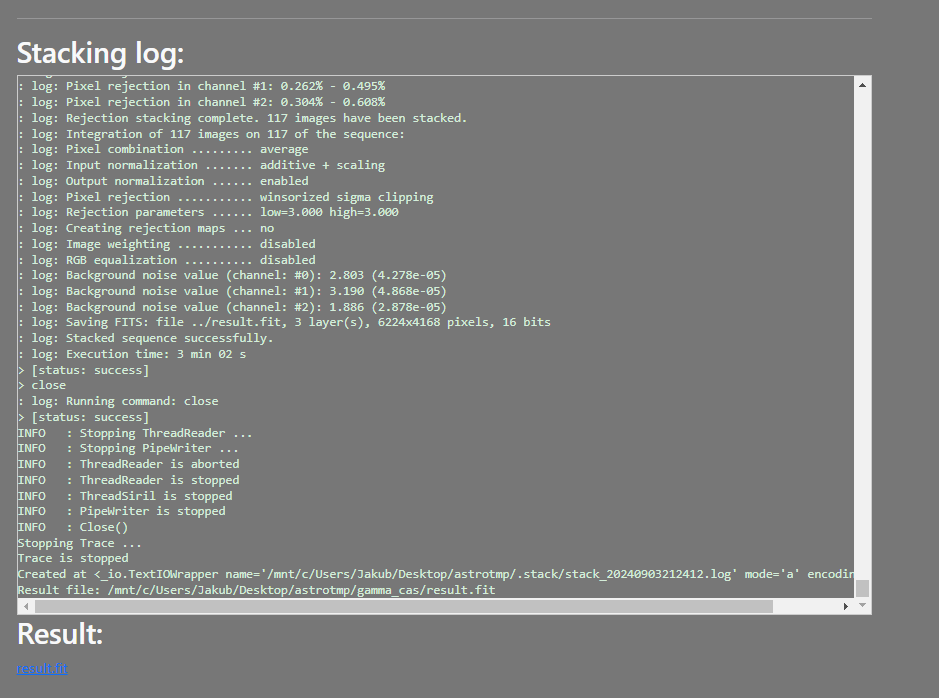 Stacking log:
: log: Pixel rejection in channel #1: 0.262% - 0.495%
: log: Pixel rejection in channel #2: 0.304% - 0.608%
: log: Rejection stacking complete. 117 images have been stacked.
: log: Integration of 117 images on 117 of the sequence:
: log: Pixel combination ......... average
: log: Input normalization ....... additive + scaling
: log: Output normalization ...... enabled
: log: Pixel rejection ........... winsorized sigma clipping
: log: Rejection parameters ...... low=3.000 high=3.000
: log: Creating rejection maps ... no
: log: Image weighting ........... disabled
: log: RGB equalization .......... disabled
: log: Background noise value (channel: #0): 2.803 (4.278e-05)
: log: Background noise value (channel: #1): 3.190 (4.868e-05)
: log: Background noise value (channel: #2): 1.886 (2.878e-05)
: log: Saving FITS: file ../result.fit, 3 layer(s), 6224x4168 pixels, 16 bits
: log: Stacked sequence successfully.
: log: Execution time: 3 min 02 s
> [status: success]
> close
: log: Running command: close
> [status: success]
INFO   : Stopping ThreadReader ...
INFO   : Stopping PipeWriter ...
INFO   : ThreadReader is aborted
INFO   : ThreadReader is stopped
INFO   : ThreadSiril is stopped
INFO   : PipeWriter is stopped
INFO   : Close()
Stopping Trace ...
Trace is stopped
Created at <_io.TextIOWrapper name='/mnt/c/Users/Jakub/Desktop/astrotmp/.stack/stack_20240903212412.log' mode='a' encodin
Result file: /mnt/c/Users/Jakub/Desktop/astrotmp/gamma_cas/result.fit
Result:
result.fit